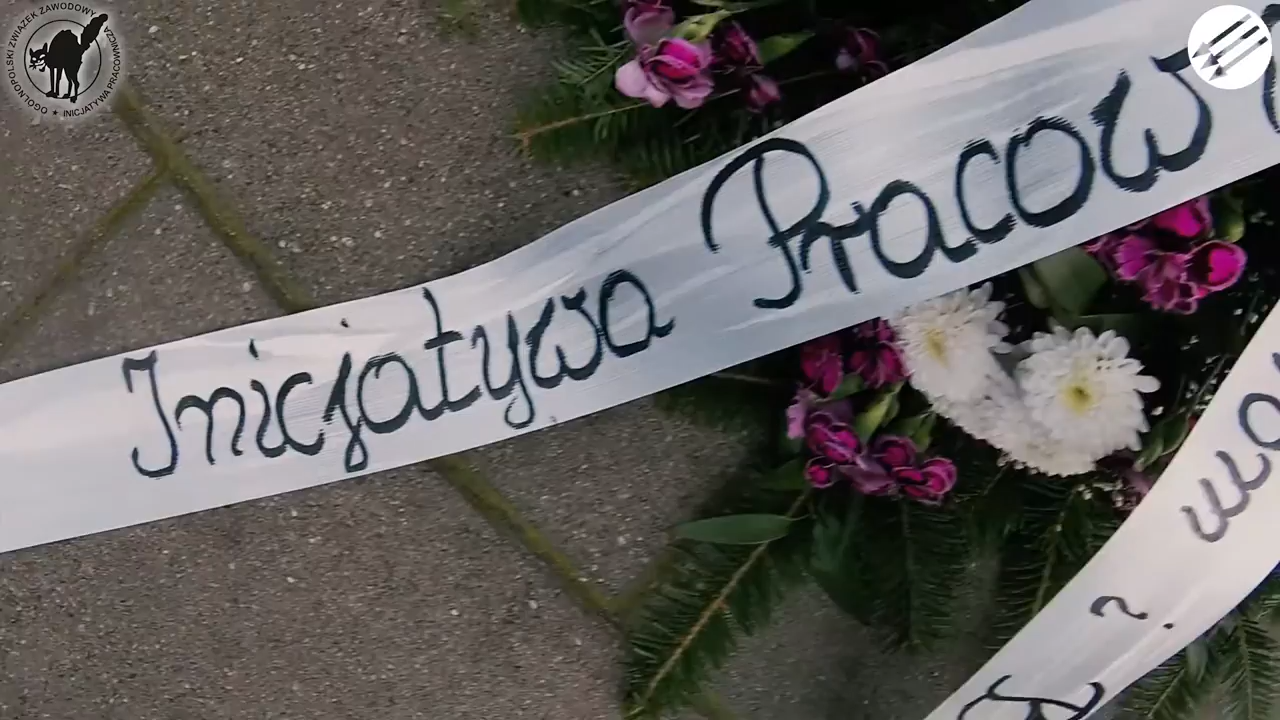 OGÓLNOPOLSKI ZWIĄZEK ZAWODOWY
★ INICJATYWA PRACOWNICZA
Inicjatywa Pracow